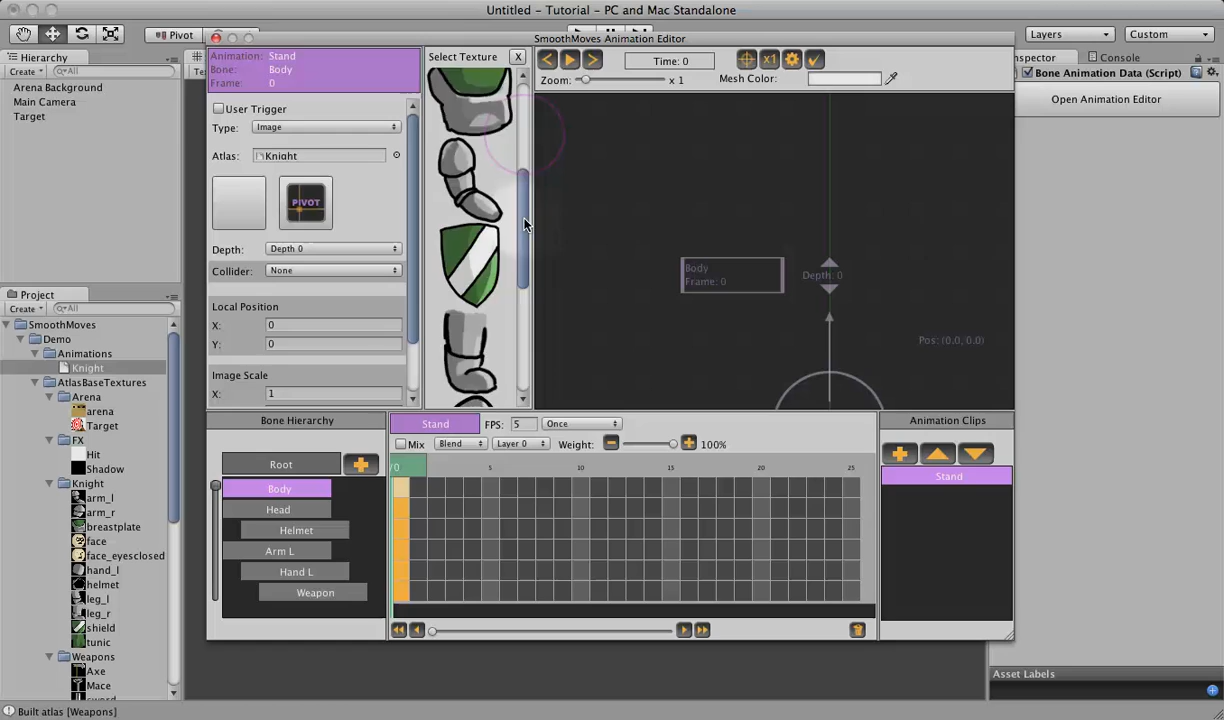 Untitled - Tutorial - PC and Mac Standalone
Pivot
Layers
Custom
Hierarchy
Create
All
Arena Background
Main Camera
Target
SmoothMoves Animation Editor
Animation: Stand
Bone: Body
Frame: 0
User Trigger
Type: Image
Atlas: Knight
PIVOT
Depth: Depth 0
Collider: None
Local Position
X: 0
Y: 0
Image Scale
X: 1
Select Texture X
Time: 0
x1
Zoom: x 1
Mesh Color:
Body
Frame: 0
Depth: 0
Pos: (0.0, 0.0)
Console
Bone Animation Data (Script)
Open Animation Editor
Project
Create
All
SmoothMoves
Demo
Animations
Knight
AtlasBaseTextures
Arena
arena
Target
FX
Hit
Shadow
Knight
arm_l
arm_r
breastplate
face
face_eyesclosed
hand_l
helmet
leg_l
leg_r
shield
tunic
Weapons
Axe
Mace
Bone Hierarchy
Root
Body
Head
Helmet
Arm L
Hand L
Weapon
Stand
FPS: 5
Once
Mix
Blend
Layer 0
Weight: 100%
0 5 10 15 20 25
Animation Clips
Stand
Asset Labels
Built atlas [Weapons]